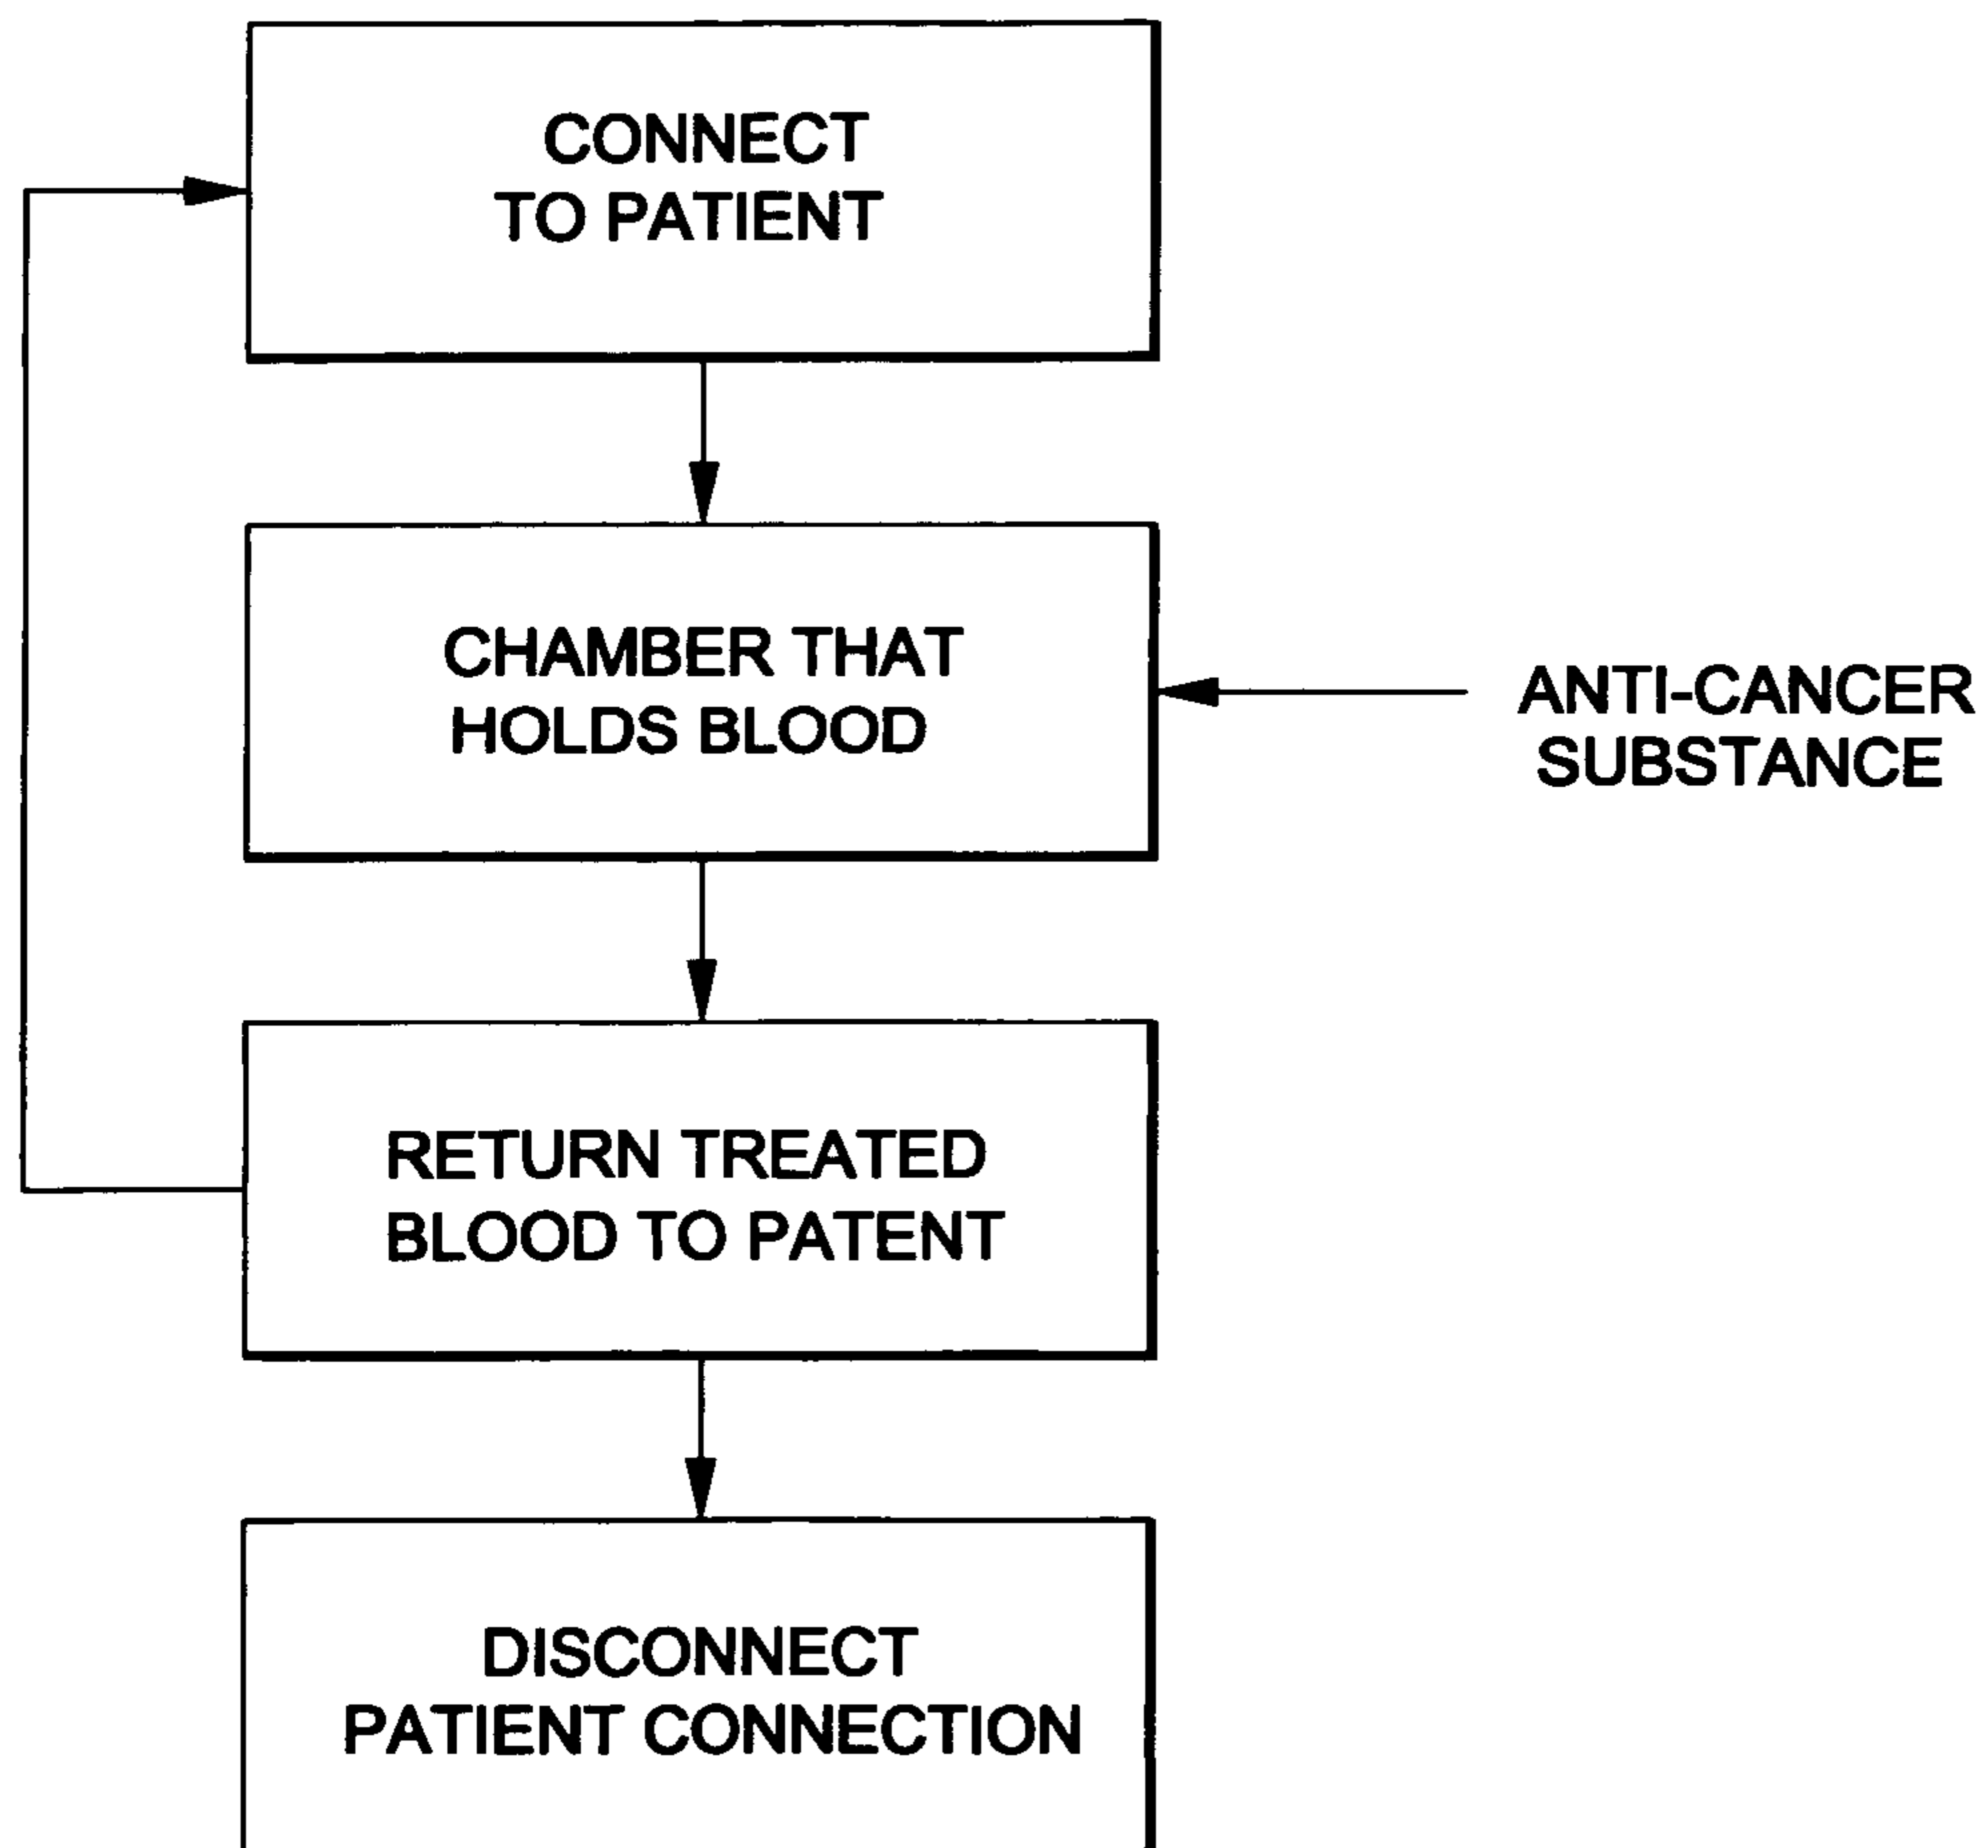 CONNECT
TO PATIENT
CHAMBER THAT
HOLDS BLOOD
ANTI-CANCER
SUBSTANCE
RETURN TREATED
BLOOD TO PATENT
DISCONNECT
PATIENT CONNECTION